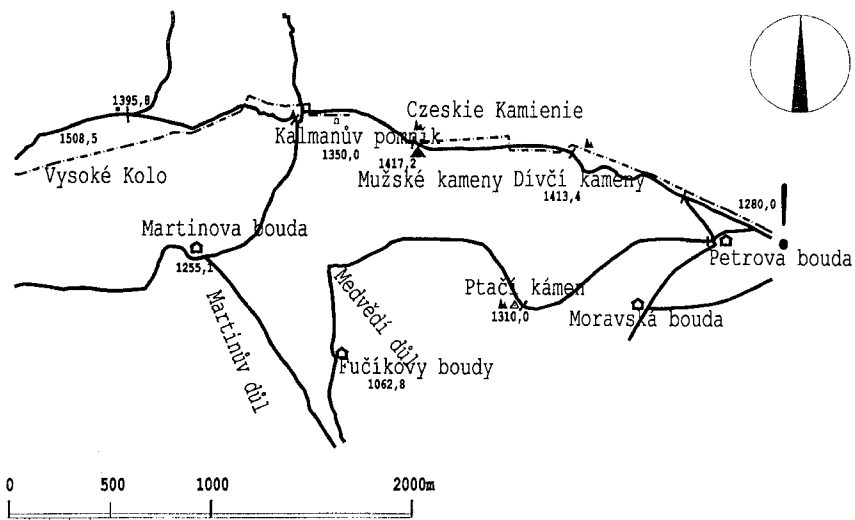 1395,8
1508,5
Vysoké Kolo
Czeskie Kamienie
Kalmanův pomník
1350,0
1417,2
Mužské kameny
Dívčí kameny
1413,4
1280,0
Martinova bouda
1255,1
Petrova bouda
Ptačí kámen
1310,0
Moravská bouda
Martinův důl
Medvědí důl
Fučíkovy boudy
1062,8
0 500 1000 2000m